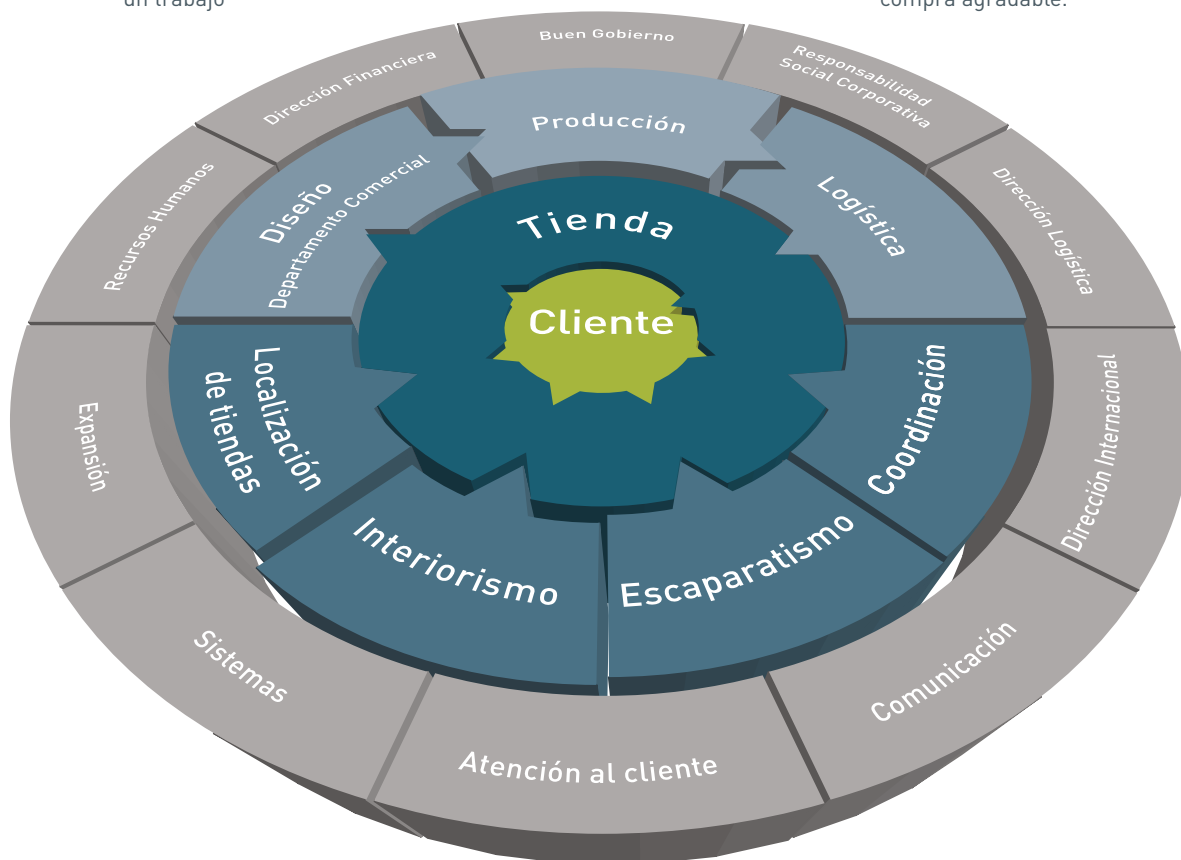 un trabajo
compra agradable.
Buen Gobierno
Responsabilidad
Social Corporativa
Dirección Logística
Dirección Internacional
Comunicación
Atención al cliente
Sistemas
Expansión
Recursos Humanos
Dirección Financiera
Producción
Logística
Coordinación
Escaparatismo
Interiorismo
Localización
de tiendas
Diseño
Departamento Comercial
Tienda
Cliente